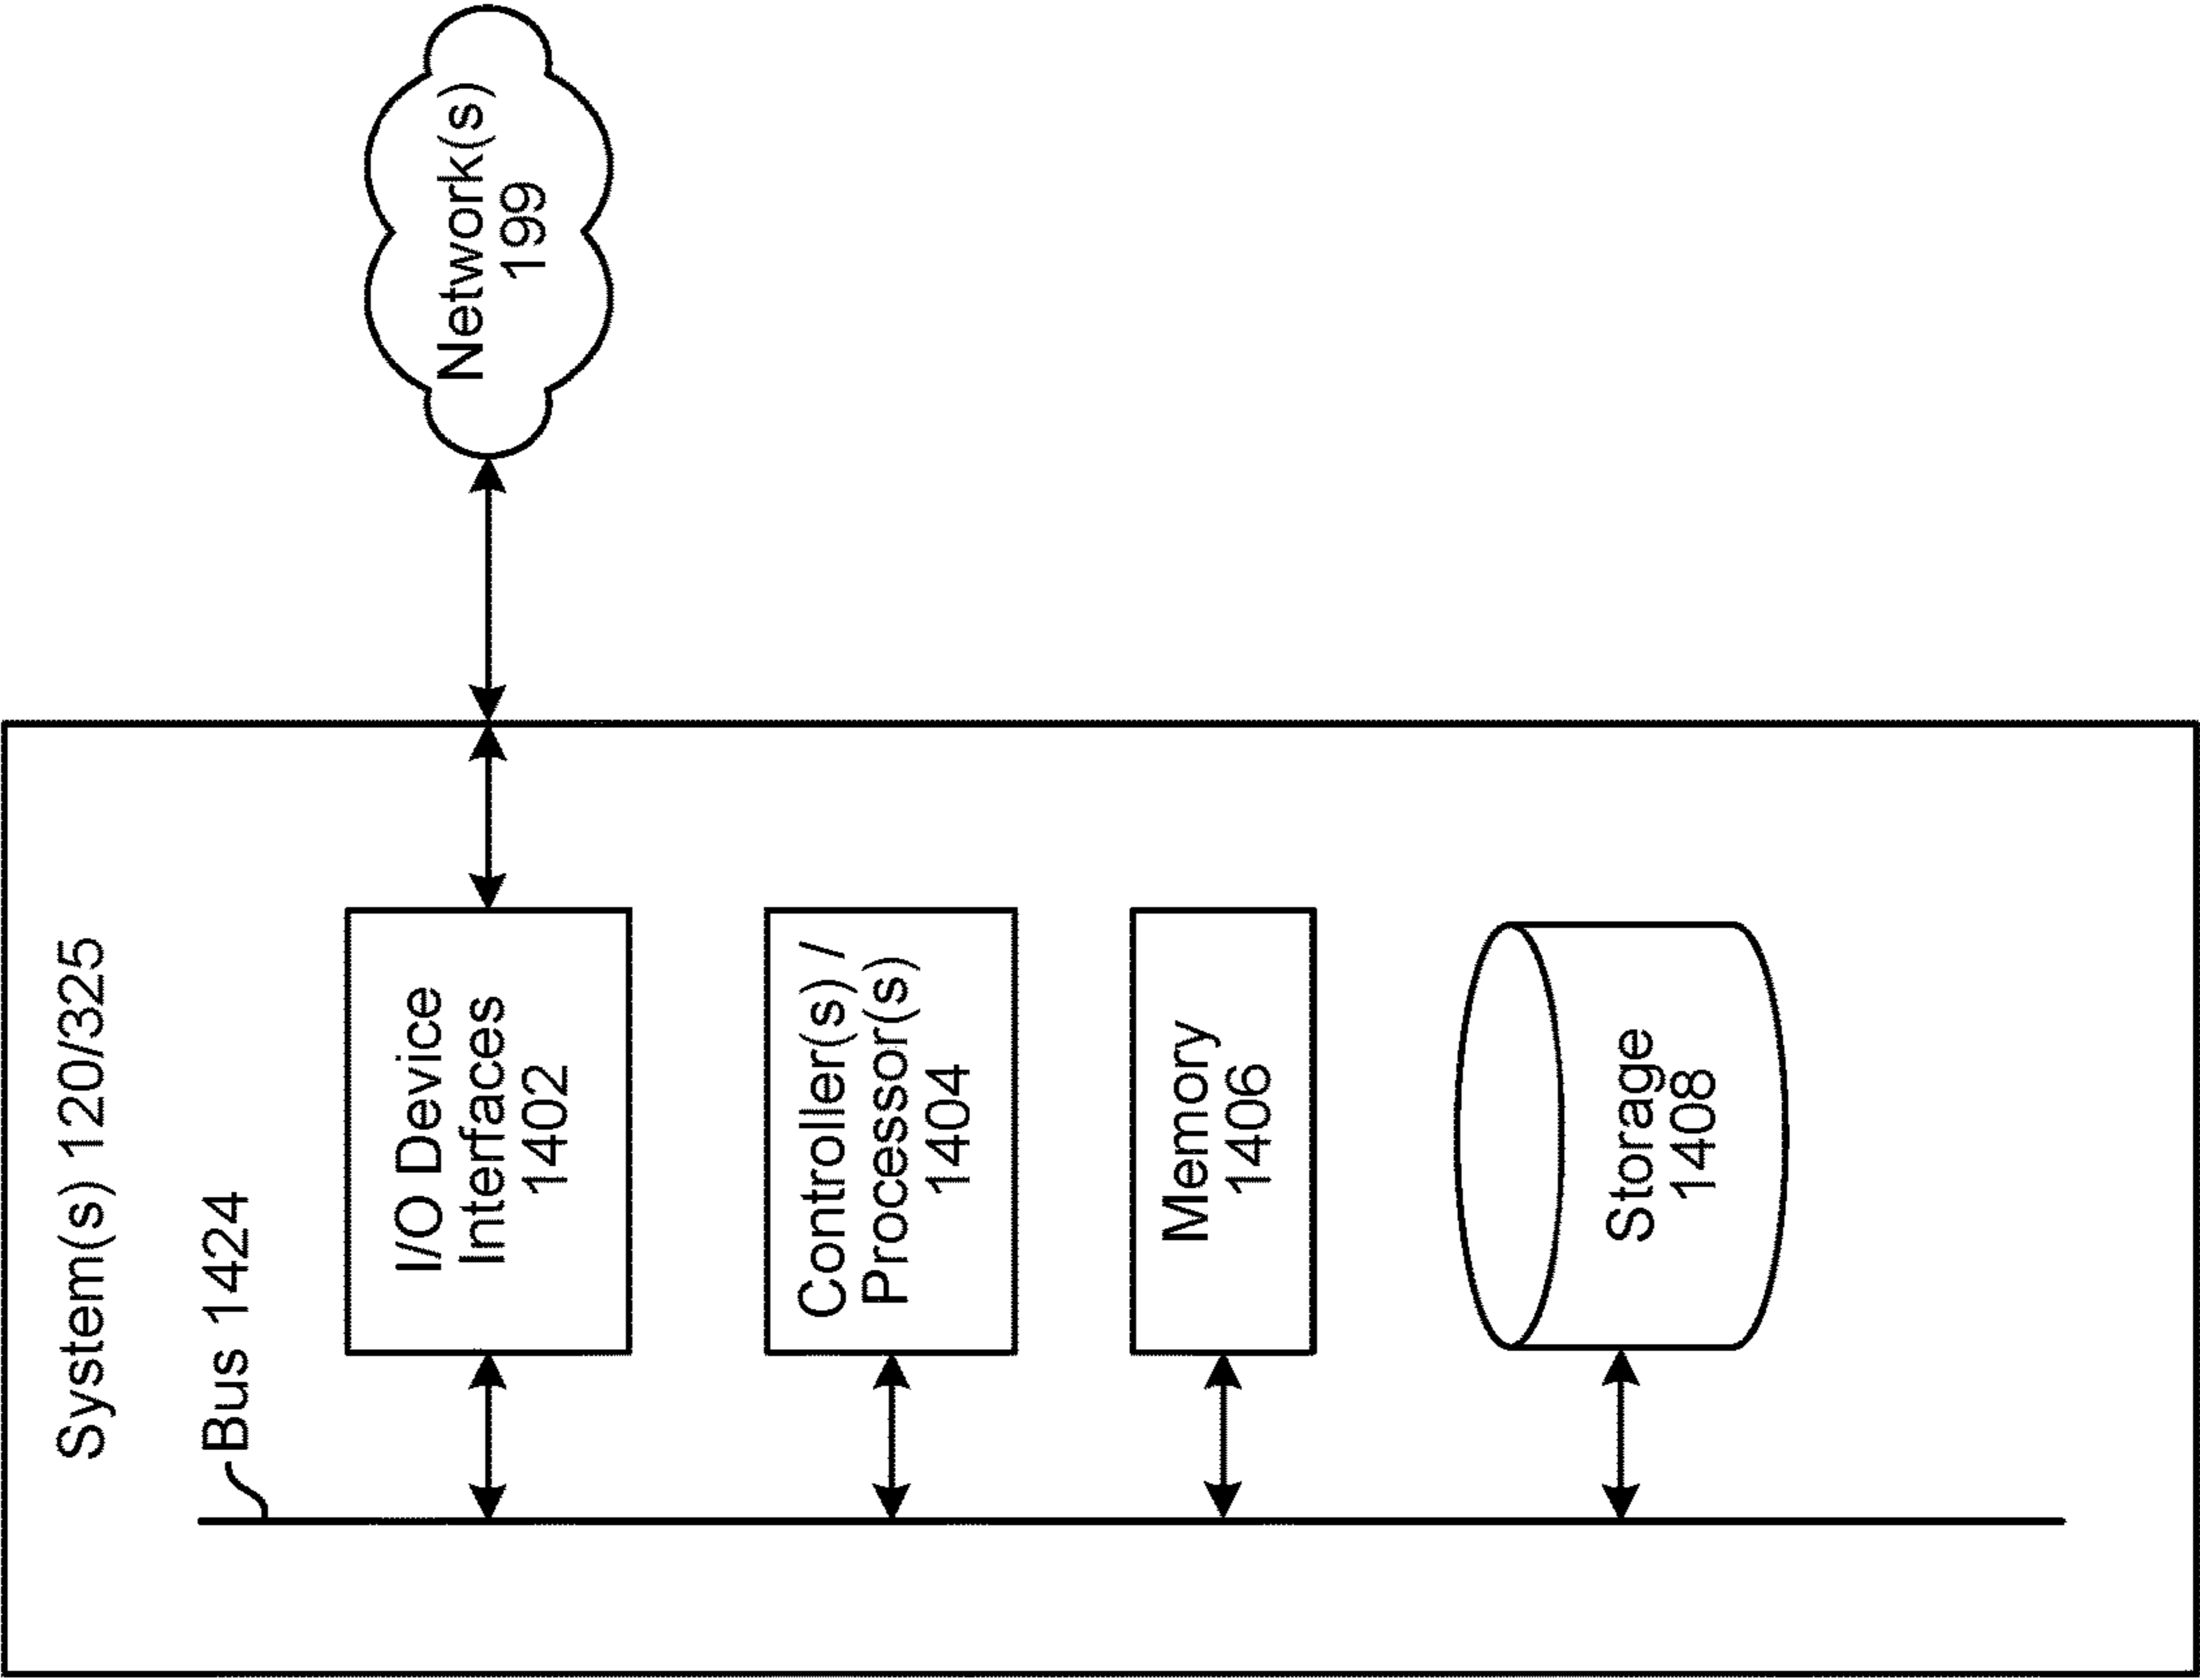 System(s) 120/325
Bus 1424
I/O Device
Interfaces
1402
Network(s)
199
Controller(s) /
Processor(s)
1404
Memory
1406
Storage
1408